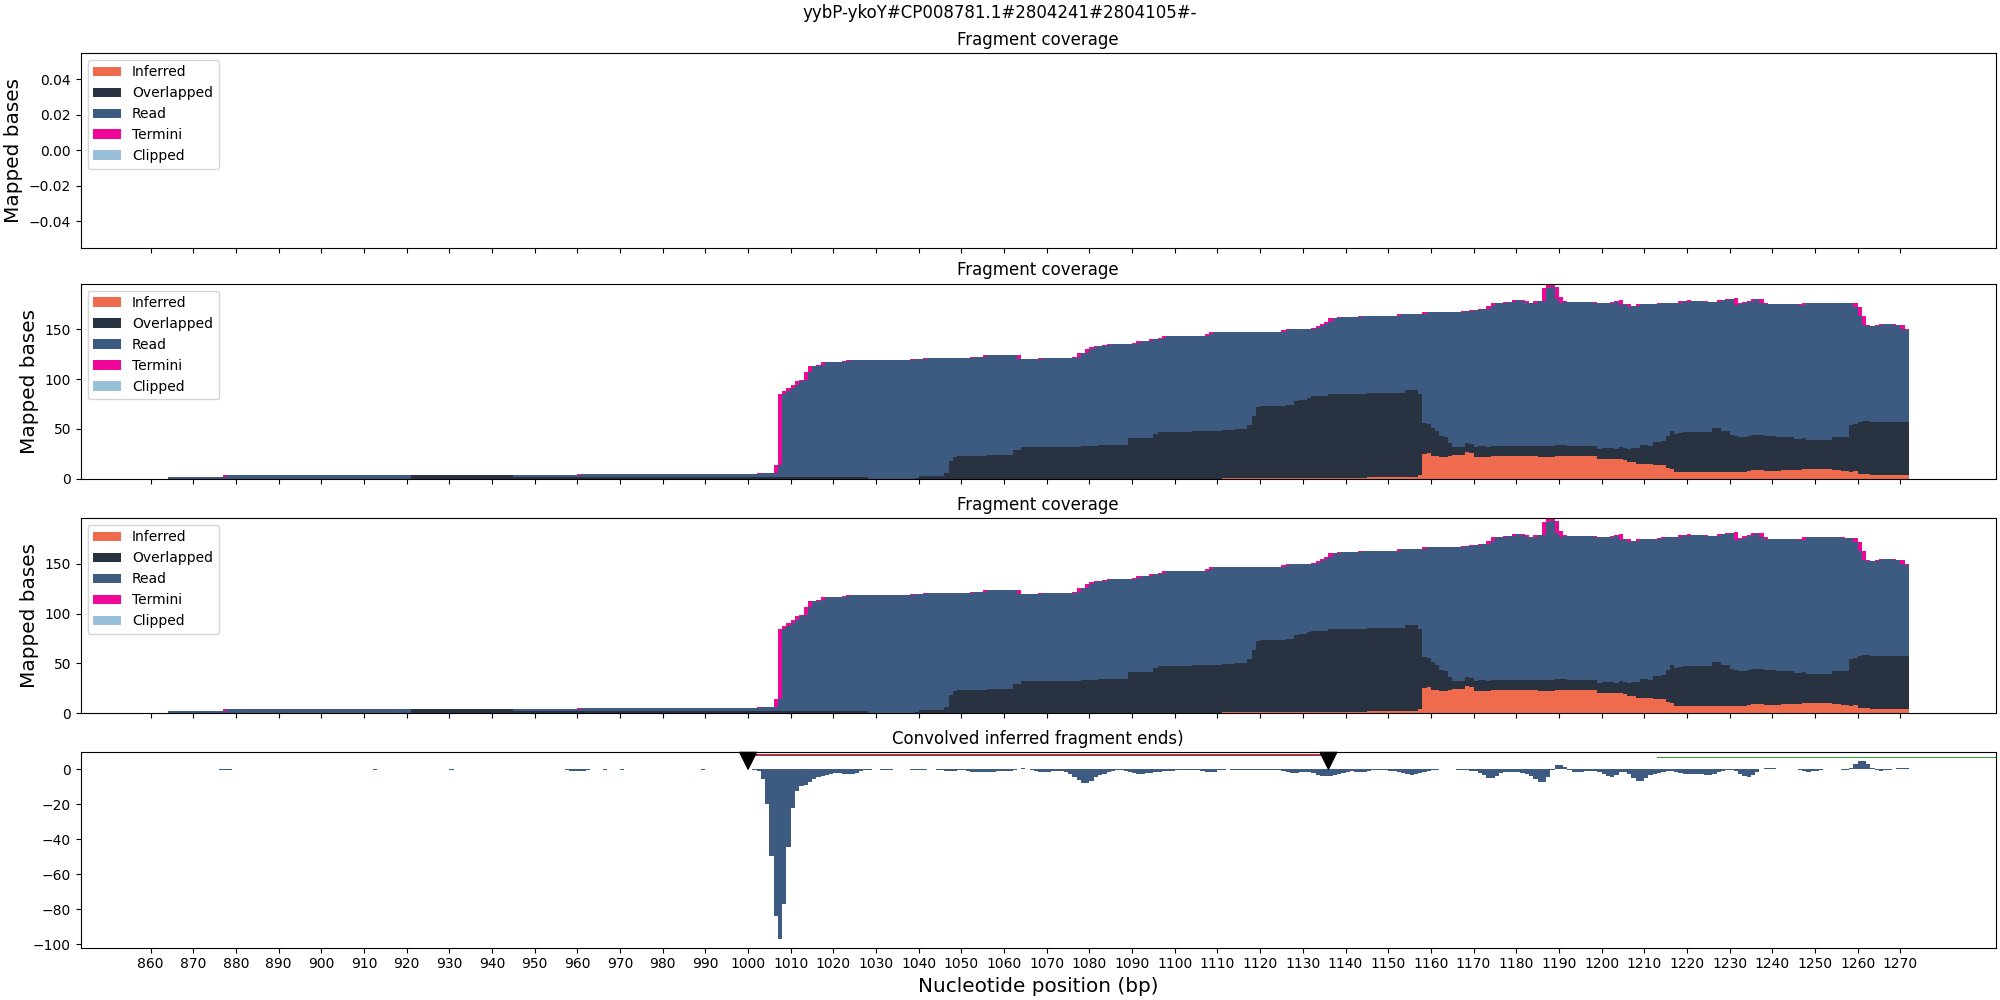 yybP-ykoY#CP008781.1#2804241#2804105#-
Fragment coverage
Mapped bases
0.04
0.02
0.00
−0.02
−0.04
Inferred
Overlapped
Read
Termini
Clipped
Fragment coverage
Mapped bases
150
100
50
0
Inferred
Overlapped
Read
Termini
Clipped
Fragment coverage
Mapped bases
150
100
50
0
Inferred
Overlapped
Read
Termini
Clipped
Convolved inferred fragment ends)
0
−20
−40
−60
−80
−100
860 870 880 890 900 910 920 930 940 950 960 970 980 990 1000 1010 1020 1030 1040 1050 1060 1070 1080 1090 1100 1110 1120 1130 1140 1150 1160 1170 1180 1190 1200 1210 1220 1230 1240 1250 1260 1270
Nucleotide position (bp)